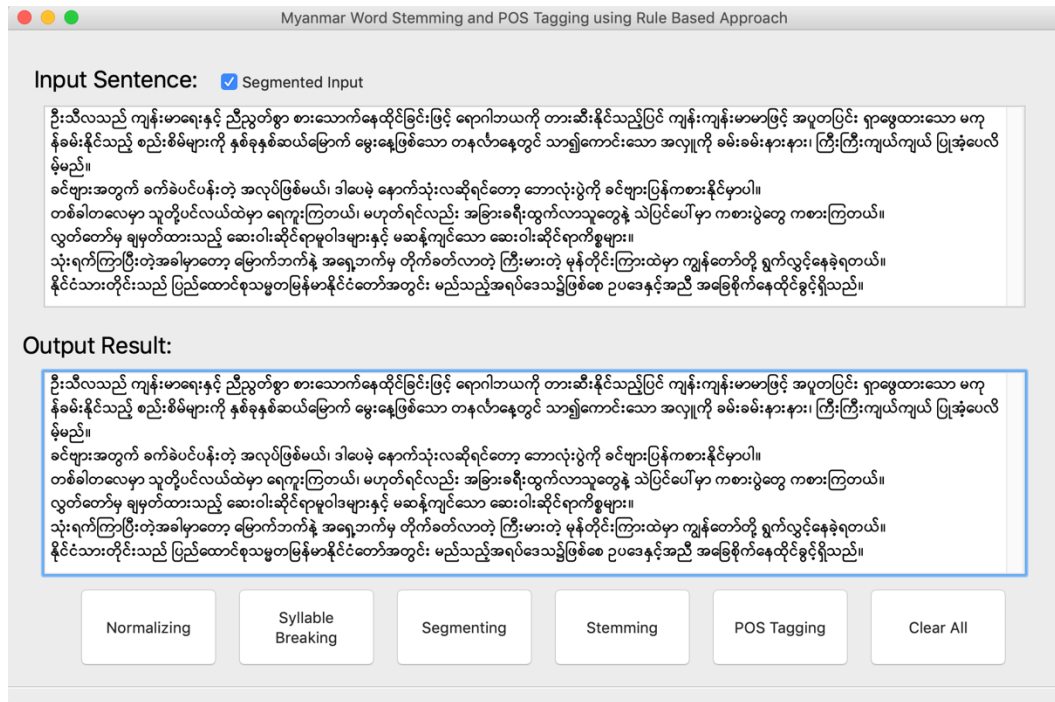 Myanmar Word Stemming and POS Tagging using Rule Based Approach
Input Sentence:
Segmented Input
ဦးသီလသည် ကျန်းမာရေးနှင့် ညီညွတ်စွာ စားသောက်နေထိုင်ခြင်းဖြင့် ရောဂါဘယကို တားဆီးနိုင်သည့်ပြင် ကျန်းကျန်းမာမာဖြင့် အပူတပြင်း ရှာဖွေထားသော မကု
န်ခမ်းနိုင်သည့် စည်းစိမ်များကို နှစ်ခုနှစ်ဆယ်မြောက် မွေးနေ့ဖြစ်သော တနင်္လာနေ့တွင် သာ၍ကောင်းသော အလှူကို ခမ်းခမ်းနားနား၊ ကြီးကြီးကျယ်ကျယ် ပြုအံ့ပေလိ
မ့်မည်။
ခင်ဗျားအတွက် ခက်ခဲပင်ပန်းတဲ့ အလုပ်ဖြစ်မယ်၊ ဒါပေမဲ့ နောက်သုံးလဆိုရင်တော့ ဘောလုံးပွဲကို ခင်ဗျားပြန်ကစားနိုင်မှာပါ။
တစ်ခါတလေမှာ သူတို့ပင်လယ်ထဲမှာ ရေကူးကြတယ်၊ မဟုတ်ရင်လည်း အခြားခရီးထွက်လာသူတွေနဲ့ သဲပြင်ပေါ်မှာ ကစားပွဲတွေ ကစားကြတယ်။
လွှတ်တော်မှ ချမှတ်ထားသည့် ဆေးဝါးဆိုင်ရာမူဝါဒများနှင့် မဆန့်ကျင်သော ဆေးဝါးဆိုင်ရာကိစ္စများ။
သုံးရက်ကြာပြီးတဲ့အခါမှာတော့ မြောက်ဘက်နဲ့ အရှေ့ဘက်မှ တိုက်ခတ်လာတဲ့ ကြီးမားတဲ့ မုန်တိုင်းကြားထဲမှာ ကျွန်တော်တို့ ရွက်လွှင့်နေခဲ့ရတယ်။
နိုင်ငံသားတိုင်းသည် ပြည်ထောင်စုသမ္မတမြန်မာနိုင်ငံတော်အတွင်း မည်သည့်အရပ်ဒေသ၌ဖြစ်စေ ဥပဒေနှင့်အညီ အခြေစိုက်နေထိုင်ခွင့်ရှိသည်။
Output Result:
ဦးသီလသည် ကျန်းမာရေးနှင့် ညီညွတ်စွာ စားသောက်နေထိုင်ခြင်းဖြင့် ရောဂါဘယကို တားဆီးနိုင်သည့်ပြင် ကျန်းကျန်းမာမာဖြင့် အပူတပြင်း ရှာဖွေထားသော မကု
န်ခမ်းနိုင်သည့် စည်းစိမ်များကို နှစ်ခုနှစ်ဆယ်မြောက် မွေးနေ့ဖြစ်သော တနင်္လာနေ့တွင် သာ၍ကောင်းသော အလှူကို ခမ်းခမ်းနားနား၊ ကြီးကြီးကျယ်ကျယ် ပြုအံ့ပေလိ
မ့်မည်။
ခင်ဗျားအတွက် ခက်ခဲပင်ပန်းတဲ့ အလုပ်ဖြစ်မယ်၊ ဒါပေမဲ့ နောက်သုံးလဆိုရင်တော့ ဘောလုံးပွဲကို ခင်ဗျားပြန်ကစားနိုင်မှာပါ။
တစ်ခါတလေမှာ သူတို့ပင်လယ်ထဲမှာ ရေကူးကြတယ်၊ မဟုတ်ရင်လည်း အခြားခရီးထွက်လာသူတွေနဲ့ သဲပြင်ပေါ်မှာ ကစားပွဲတွေ ကစားကြတယ်။
လွှတ်တော်မှ ချမှတ်ထားသည့် ဆေးဝါးဆိုင်ရာမူဝါဒများနှင့် မဆန့်ကျင်သော ဆေးဝါးဆိုင်ရာကိစ္စများ။
သုံးရက်ကြာပြီးတဲ့အခါမှာတော့ မြောက်ဘက်နဲ့ အရှေ့ဘက်မှ တိုက်ခတ်လာတဲ့ ကြီးမားတဲ့ မုန်တိုင်းကြားထဲမှာ ကျွန်တော်တို့ ရွက်လွှင့်နေခဲ့ရတယ်။
နိုင်ငံသားတိုင်းသည် ပြည်ထောင်စုသမ္မတမြန်မာနိုင်ငံတော်အတွင်း မည်သည့်အရပ်ဒေသ၌ဖြစ်စေ ဥပဒေနှင့်အညီ အခြေစိုက်နေထိုင်ခွင့်ရှိသည်။
Normalizing
Syllable
Breaking
Segmenting
Stemming
POS Tagging
Clear All